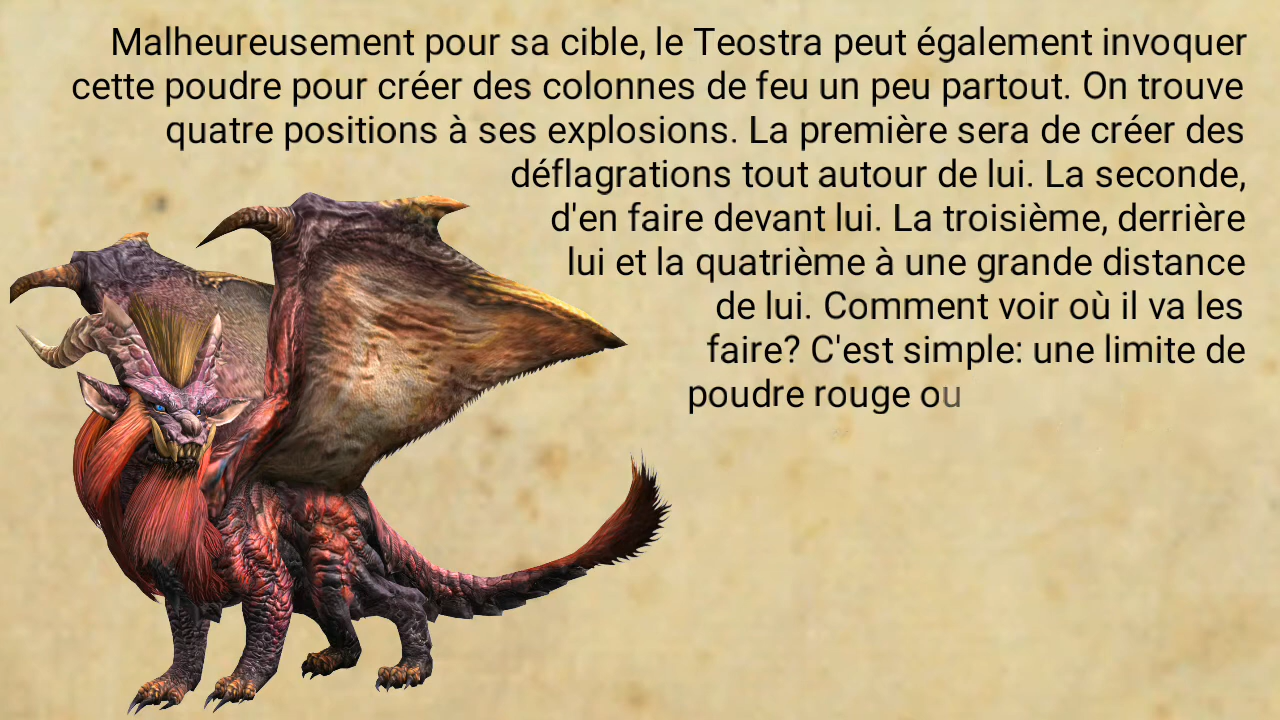 Malheureusement pour sa cible, le Teostra peut également invoquer
cette poudre pour créer des colonnes de feu un peu partout. On trouve
quatre positions à ses explosions. La première sera de créer des
déflagrations tout autour de lui. La seconde,
d'en faire devant lui. La troisième, derrière
lui et la quatrième à une grande distance
de lui. Comment voir où il va les
faire? C'est simple: une limite de
poudre rouge ou